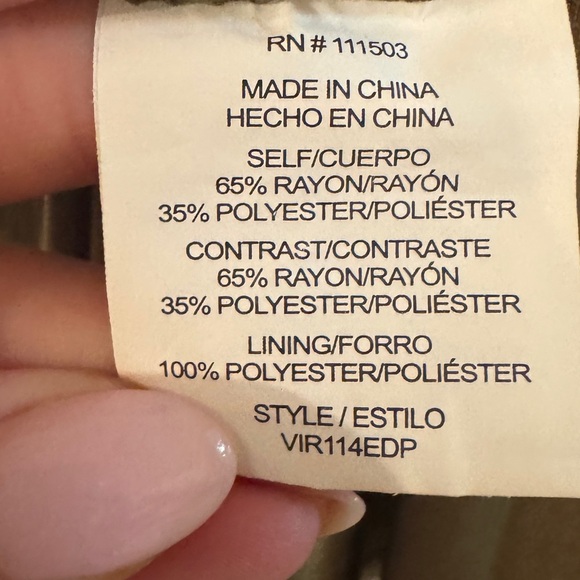 RN # 111503
MADE IN CHINA
HECHO EN CHINA
SELF/CUERPO
65% RAYON/RAYÓN
35% POLYESTER/POLIÉSTER
CONTRAST/CONTRASTE
65% RAYON/RAYÓN
35% POLYESTER/POLIÉSTER
LINING/FORRO
100% POLYESTER/POLIÉSTER
STYLE / ESTILO
VIR114EDP